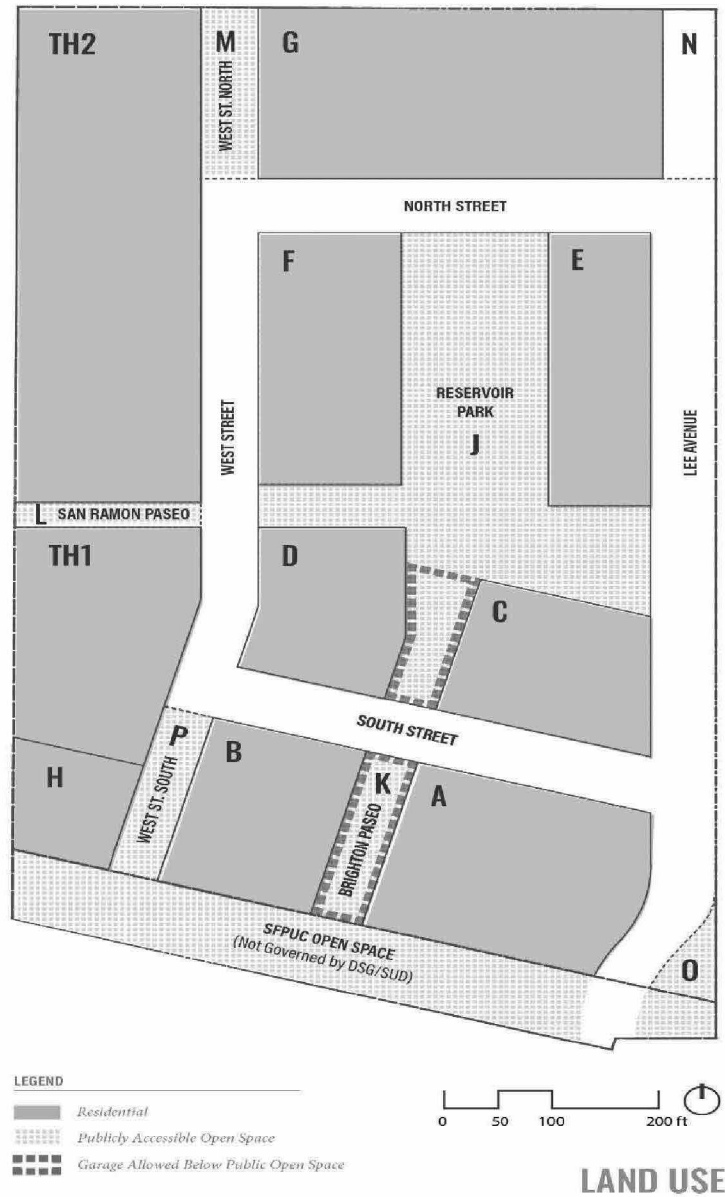 TH2
M
WEST ST. NORTH
G
N
NORTH STREET
F
E
RESERVOIR
PARK
J
WEST STREET
LEE AVENUE
L SAN RAMON PASEO
TH1
D
C
SOUTH STREET
P
WEST ST. SOUTH
B
K
BRIGHTON PASEO
A
H
SFPUC OPEN SPACE
(Not Governed by DSG/SUD)
O
LEGEND
Residential
Publicly Accessible Open Space
Garage Allowed Below Public Open Space
0 50 100 200 ft
LAND USE